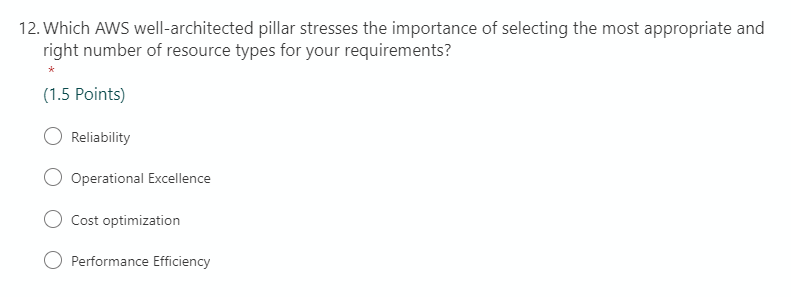 12. Which AWS well-architected pillar stresses the importance of selecting the most appropriate and
right number of resource types for your requirements?
*
(1.5 Points)
Reliability
Operational Excellence
Cost optimization
Performance Efficiency